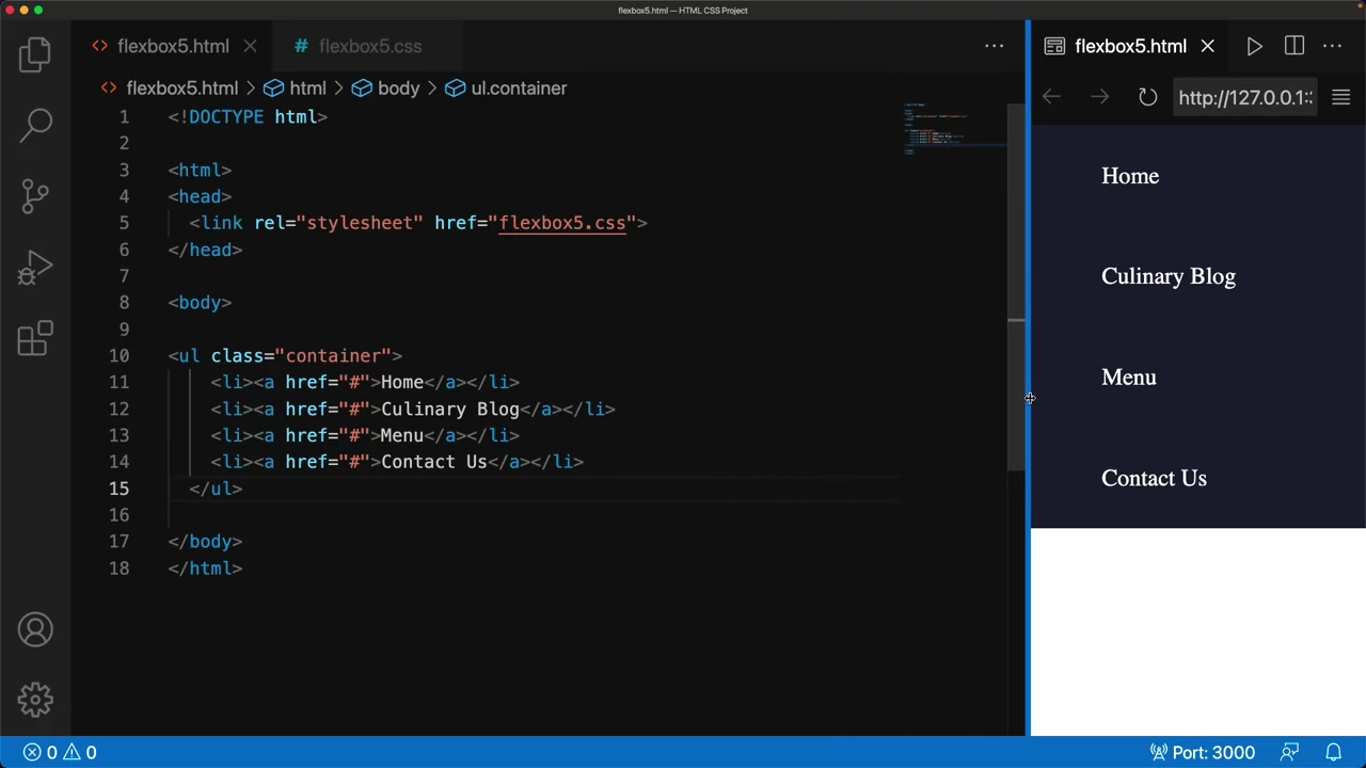 flexbox5.html — HTML CSS Project
flexbox5.html
# flexbox5.css
flexbox5.html
flexbox5.html > html > body > ul.container
http://127.0.0.1:
1 <!DOCTYPE html>
2
3 <html>
4 <head>
5 <link rel="stylesheet" href="flexbox5.css">
6 </head>
7
8 <body>
9
10 <ul class="container">
11 <li><a href="#">Home</a></li>
12 <li><a href="#">Culinary Blog</a></li>
13 <li><a href="#">Menu</a></li>
14 <li><a href="#">Contact Us</a></li>
15 </ul>
16
17 </body>
18 </html>
Home
Culinary Blog
Menu
Contact Us
0 0
Port: 3000